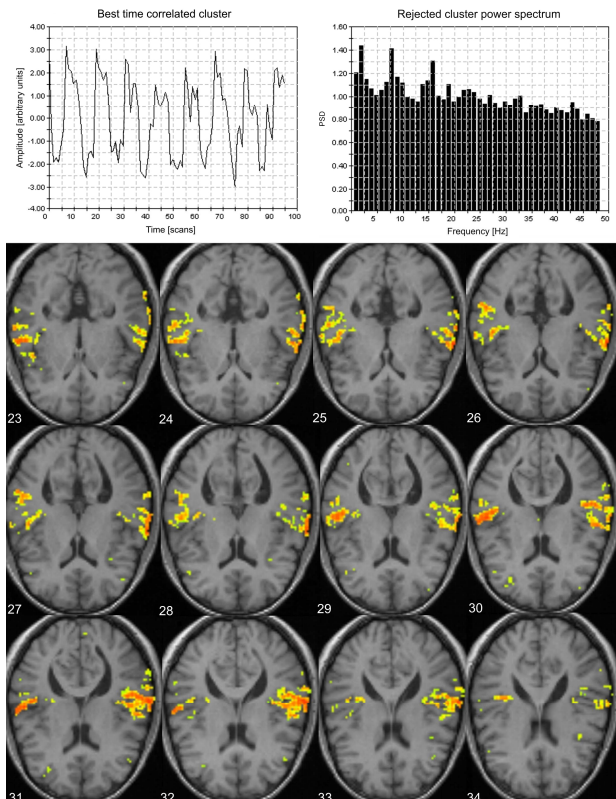 Best time correlated cluster
Rejected cluster power spectrum
Amplitude [arbitrary units]
4.00
3.00
2.00
1.00
0.00
-1.00
-2.00
-3.00
-4.00
0 10 20 30 40 50 60 70 80 90 100
Time [scans]
PSD
1.60
1.40
1.20
1.00
0.80
0.60
0.40
0.20
0.00
0 5 10 15 20 25 30 35 40 45 50
Frequency [Hz]
23 24 25 26
27 28 29 30
31 32 33 34